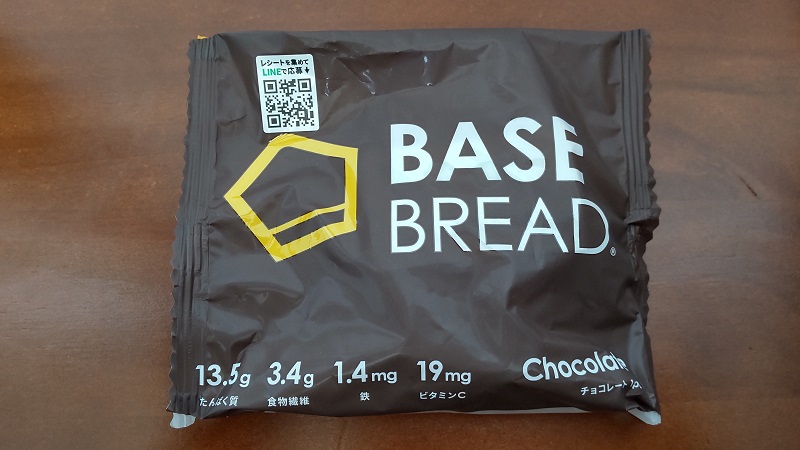 レシートを集めて
LINEで応募
BASE
BREAD®
13.5g 3.4g 1.4mg 19mg
たんぱく質 食物繊維 鉄 ビタミンC
チョコレート